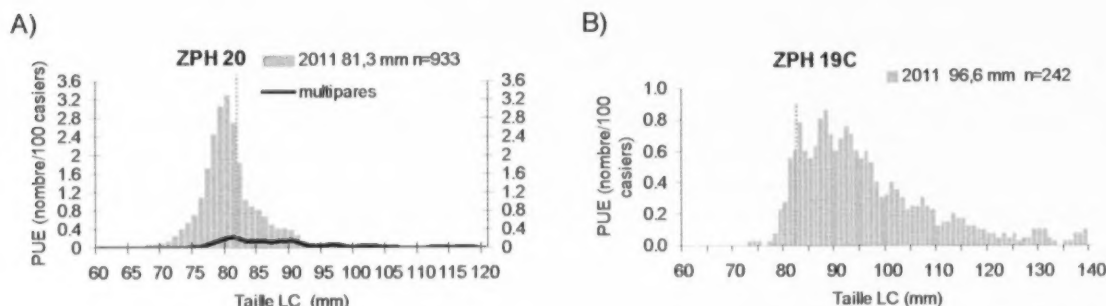 A)
ZPH 20
2011 81,3 mm n=933
multipares
PUE (nombre/100 casiers)
3.6
3.2
2.8
2.4
2
1.6
1.2
0.8
0.4
0
3.6
3.2
2.8
2.4
2
1.6
1.2
0.8
0.4
0
60 65 70 75 80 85 90 95 100 105 110 115 120
Taille LC (mm)
B)
ZPH 19C
2011 96,6 mm n=242
PUE (nombre/100
casiers)
1.0
0.8
0.6
0.4
0.2
0.0
60 70 80 90 100 110 120 130 140
Taille LC (mm)